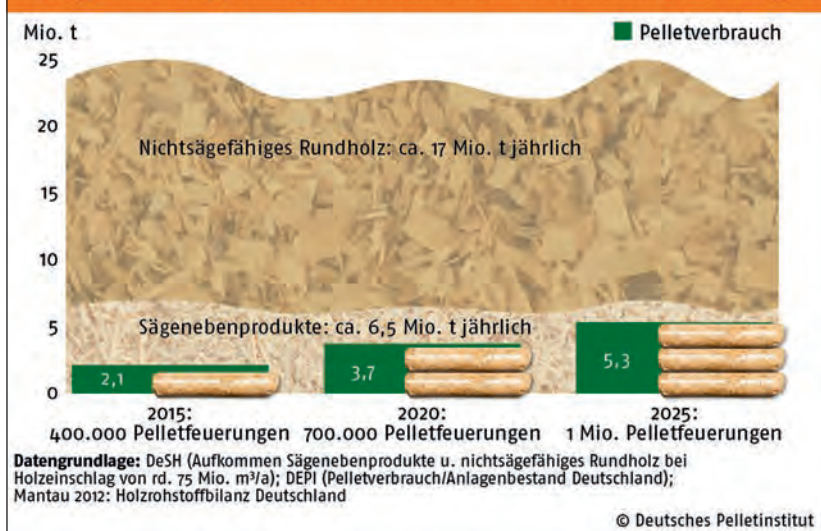 Mio. t
Pelletverbrauch
25
20
Nichtsägefähiges Rundholz: ca. 17 Mio. t jährlich
15
10
5
Sägenebenprodukte: ca. 6,5 Mio. t jährlich
2,1
3,7
5,3
0
2015:
400.000 Pelletfeuerungen
2020:
700.000 Pelletfeuerungen
2025:
1 Mio. Pelletfeuerungen
Datengrundlage: DeSH (Aufkommen Sägenebenprodukte u. nichtsägefähiges Rundholz bei
Holzeinschlag von rd. 75 Mio. m³/a); DEPI (Pelletverbrauch/Anlagenbestand Deutschland);
Mantau 2012: Holzrohstoffbilanz Deutschland
© Deutsches Pelletinstitut